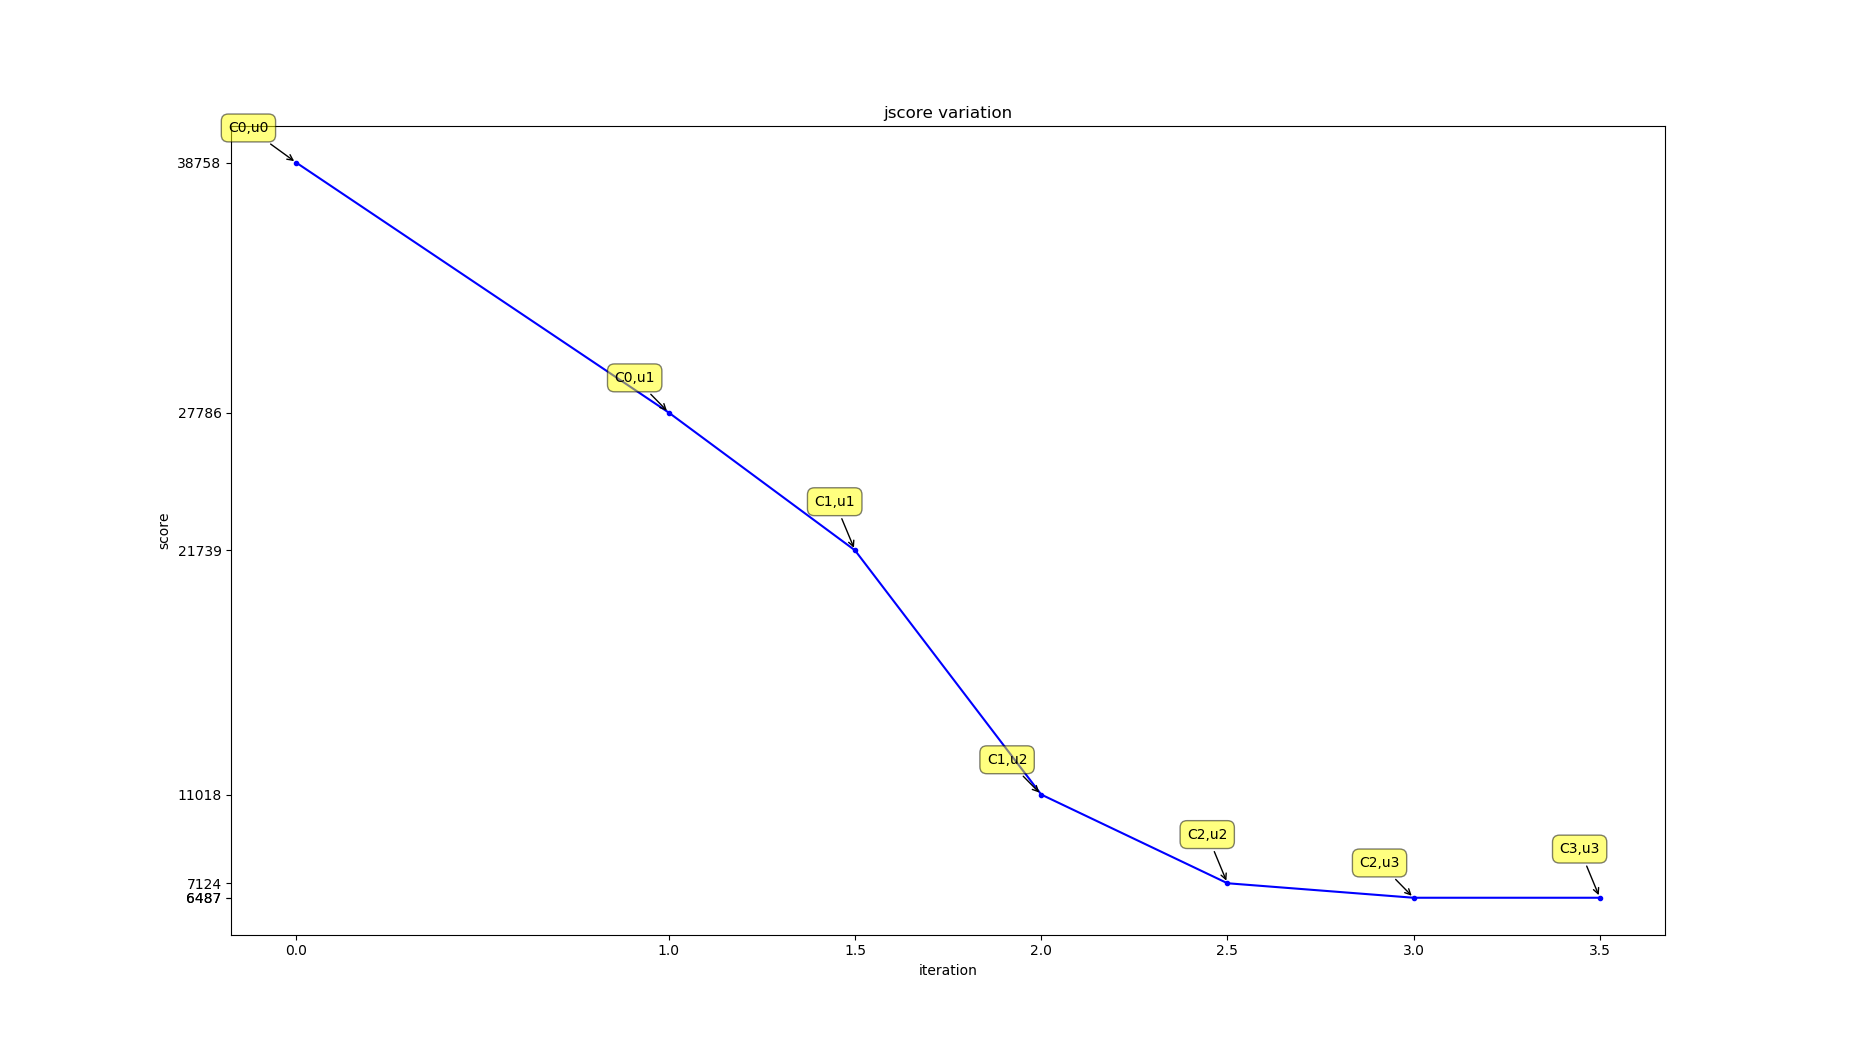 jscore variation
C0,u0
38758
C0,u1
27786
C1,u1
21739
score
C1,u2
11018
C2,u2
C3,u3
C2,u3
7124
6487
0.0 1.0 1.5 2.0 2.5 3.0 3.5
iteration